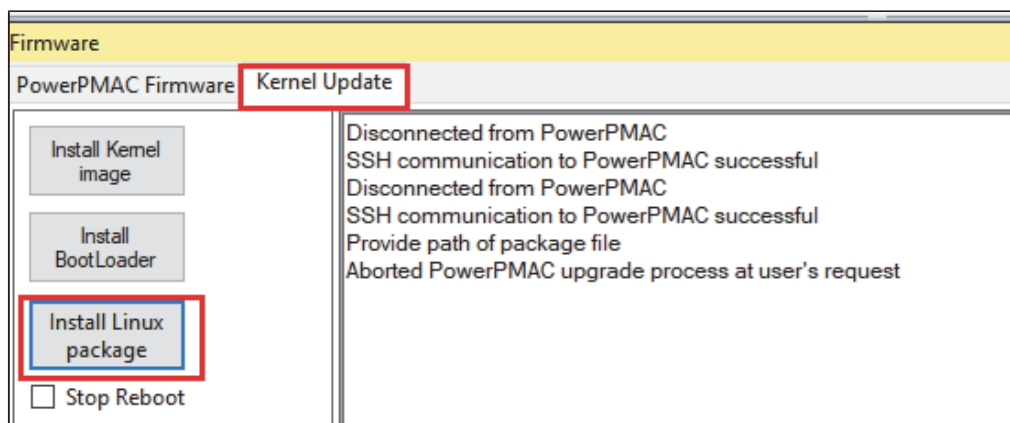 Firmware
PowerPMAC Firmware Kernel Update
Install Kernel
image
Install
BootLoader
Install Linux
package
Stop Reboot
Disconnected from PowerPMAC
SSH communication to PowerPMAC successful
Disconnected from PowerPMAC
SSH communication to PowerPMAC successful
Provide path of package file
Aborted PowerPMAC upgrade process at user's request